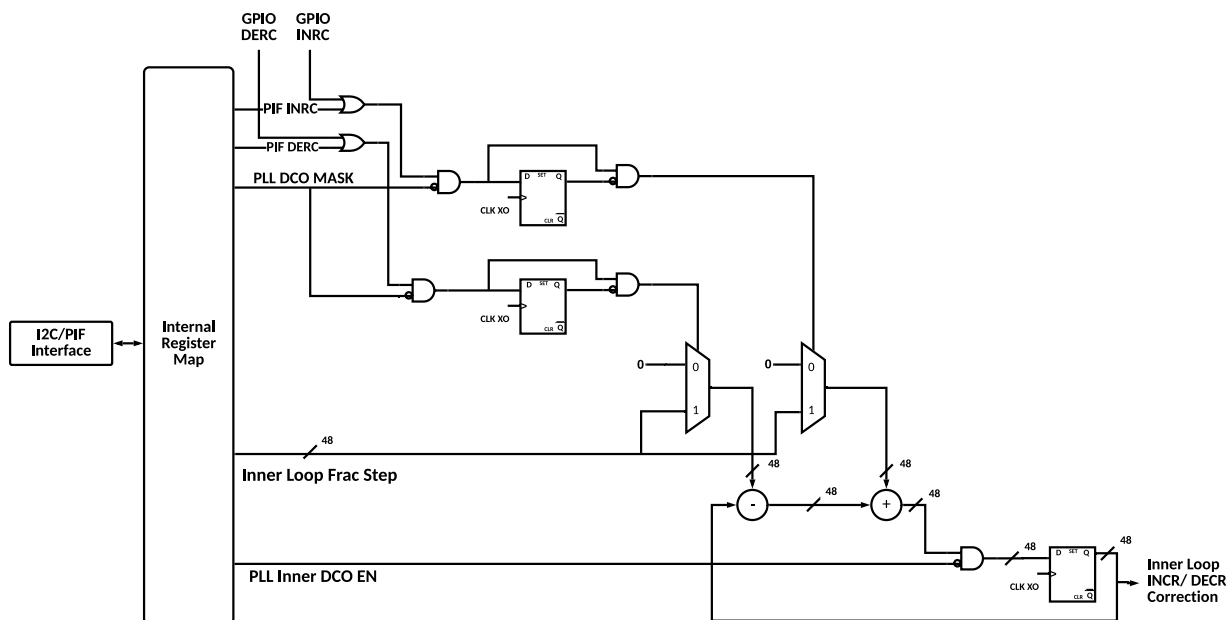 GPIO
DERC
GPIO
INRC
PIF INRC
PIF DERC
PLL DCO MASK
D SET Q
CLK XO
CLR Q
D SET Q
CLK XO
CLR Q
I2C/PIF
Interface
Internal
Register
Map
0
0
1
0
0
1
48
Inner Loop Frac Step
48
48
-
48
+
48
PLL Inner DCO EN
48
D SET Q
48
CLK XO
CLR Q
Inner Loop
INCR/ DECR
Correction